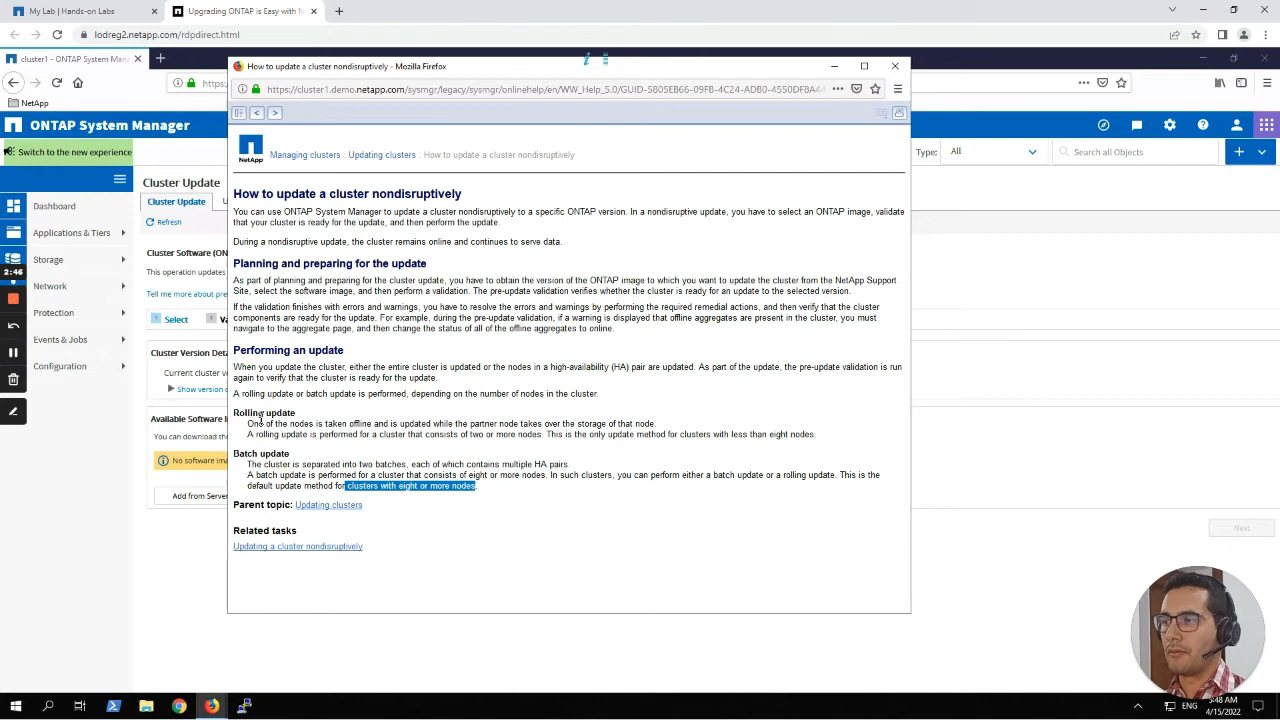 My Lab | Hands-on Labs
Upgrading ONTAP is Easy with N
lodreg2.netapp.com/rdpdirect.html
cluster1 - ONTAP System Mana
https:
NetApp
ONTAP System Manager
Switch to the new experience
Type:
All
Search all Objects
Dashboard
Applications & Tiers
Storage
2:46
Network
Protection
Events & Jobs
Configuration
Cluster Update
Cluster Update
Refresh
Cluster Software (ON
This operation updates
Tell me more about pre
1 Select
2 Va
Cluster Version Deta
Current cluster v
Show version d
Available Software I
You can download the
No software ima
Add from Server
Next
How to update a cluster nondisruptively - Mozilla Firefox
https://cluster1.demo.netapp.com/sysmgr/legacy/sysmgr/onlinehelp/en/WW_Help_5.0/GUID-5805EB66-09FB-4C24-ADB0-4550DF8A4
NetApp
Managing clusters : Updating clusters : How to update a cluster nondisruptively
How to update a cluster nondisruptively
You can use ONTAP System Manager to update a cluster nondisruptively to a specific ONTAP version. In a nondisruptive update, you have to select an ONTAP image, validate
that your cluster is ready for the update, and then perform the update.
During a nondisruptive update, the cluster remains online and continues to serve data.
Planning and preparing for the update
As part of planning and preparing for the cluster update, you have to obtain the version of the ONTAP image to which you want to update the cluster from the NetApp Support
Site, select the software image, and then perform a validation. The pre-update validation verifies whether the cluster is ready for an update to the selected version.
If the validation finishes with errors and warnings, you have to resolve the errors and warnings by performing the required remedial actions, and then verify that the cluster
components are ready for the update. For example, during the pre-update validation, if a warning is displayed that offline aggregates are present in the cluster, you must
navigate to the aggregate page, and then change the status of all of the offline aggregates to online.
Performing an update
When you update the cluster, either the entire cluster is updated or the nodes in a high-availability (HA) pair are updated. As part of the update, the pre-update validation is run
again to verify that the cluster is ready for the update.
A rolling update or batch update is performed, depending on the number of nodes in the cluster.
Rolling update
One of the nodes is taken offline and is updated while the partner node takes over the storage of that node.
A rolling update is performed for a cluster that consists of two or more nodes. This is the only update method for clusters with less than eight nodes.
Batch update
The cluster is separated into two batches, each of which contains multiple HA pairs.
A batch update is performed for a cluster that consists of eight or more nodes. In such clusters, you can perform either a batch update or a rolling update. This is the
default update method for clusters with eight or more nodes.
Parent topic: Updating clusters
Related tasks
Updating a cluster nondisruptively
ENG
:48 AM
4/15/2022